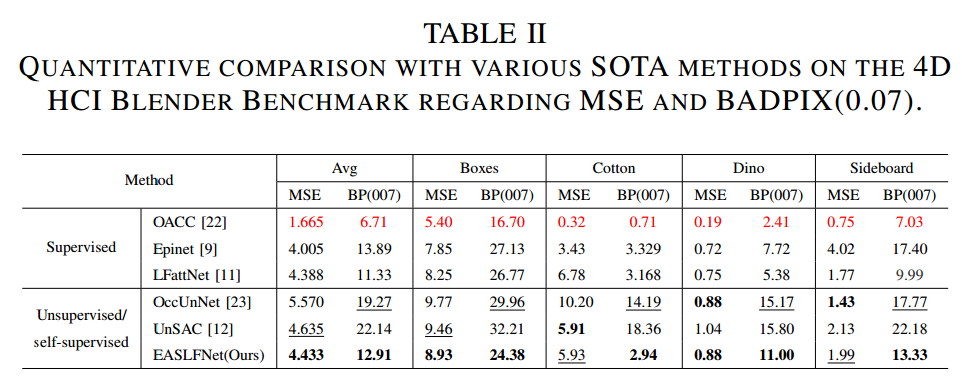 TABLE II
QUANTITATIVE COMPARISON WITH VARIOUS SOTA METHODS ON THE 4D
HCI BLENDER BENCHMARK REGARDING MSE AND BADPIX(0.07).
Method Avg Boxes Cotton Dino Sideboard
MSE BP(007) MSE BP(007) MSE BP(007) MSE BP(007) MSE BP(007)
Supervised
OACC [22] 1.665 6.71 5.40 16.70 0.32 0.71 0.19 2.41 0.75 7.03
Epinet [9] 4.005 13.89 7.85 27.13 3.43 3.329 0.72 7.72 4.02 17.40
LFattNet [11] 4.388 11.33 8.25 26.77 6.78 3.168 0.75 5.38 1.77 9.99
Unsupervised/
self-supervised
OccUnNet [23] 5.570 19.27 9.77 29.96 10.20 14.19 0.88 15.17 1.43 17.77
UnSAC [12] 4.635 22.14 9.46 32.21 5.91 18.36 1.04 15.80 2.13 22.18
EASLFNet(Ours) 4.433 12.91 8.93 24.38 5.93 2.94 0.88 11.00 1.99 13.33